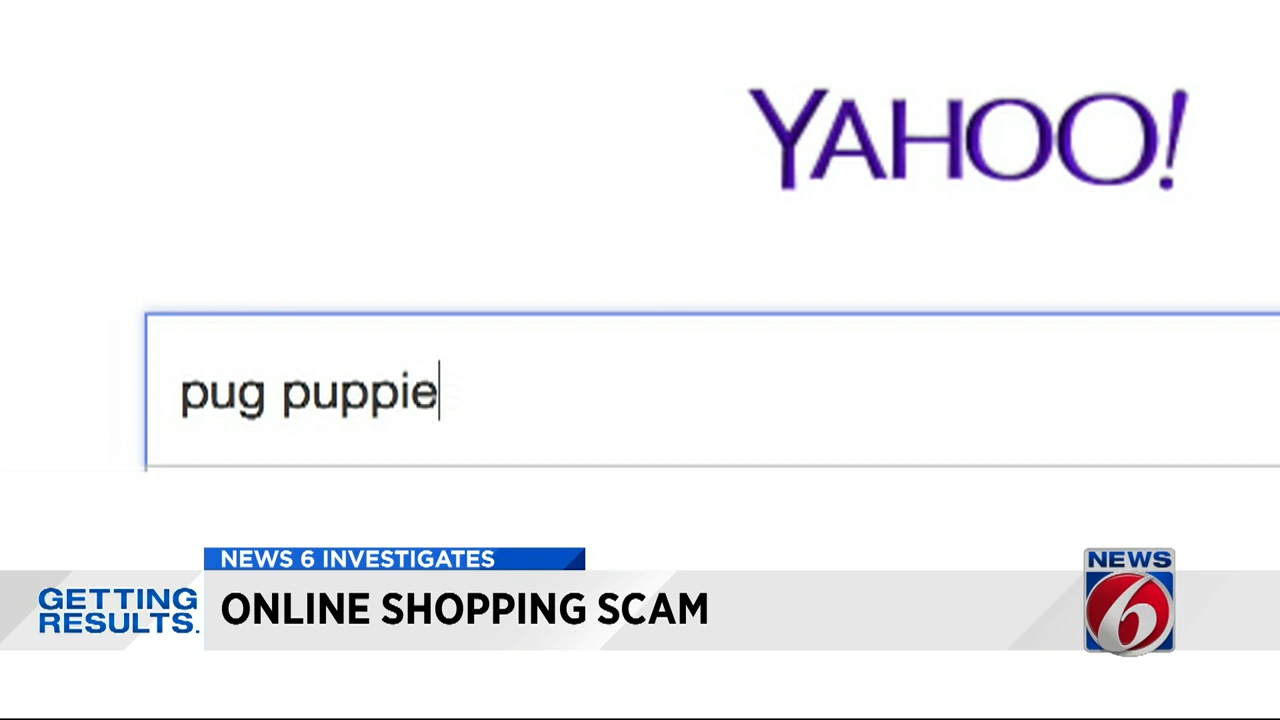 YAHOO!
pug puppie
NEWS 6 INVESTIGATES
GETTING
RESULTS.
ONLINE SHOPPING SCAM
NEWS
6